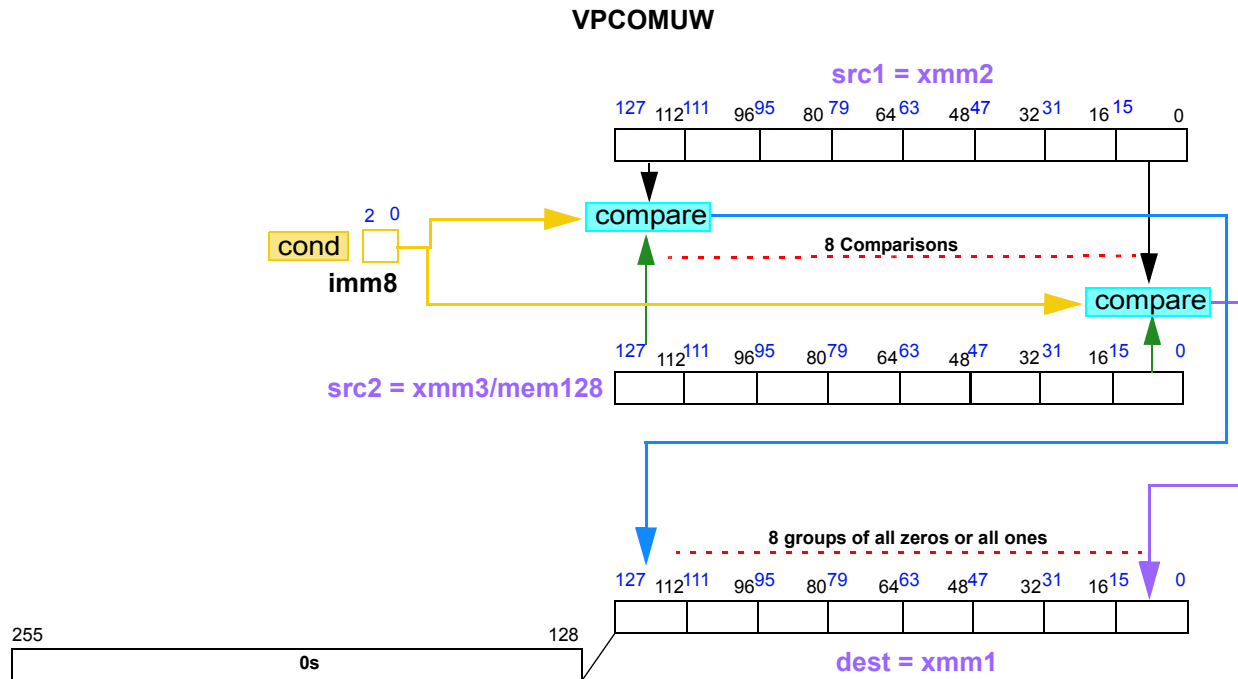 VPCOMUW
src1 = xmm2
127 112 111 96 95 80 79 64 63 48 47 32 31 16 15 0
compare
2 0
cond
imm8
8 Comparisons
compare
127 112 111 96 95 80 79 64 63 48 47 32 31 16 15 0
src2 = xmm3/mem128
8 groups of all zeros or all ones
127 112 111 96 95 80 79 64 63 48 47 32 31 16 15 0
255 128
0s
dest = xmm1